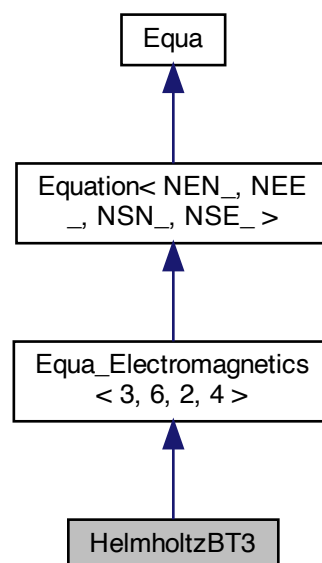 Equa
Equation< NEN_, NEE
_, NSN_, NSE_ >
Equa_Electromagnetics
< 3, 6, 2, 4 >
HelmholtzBT3